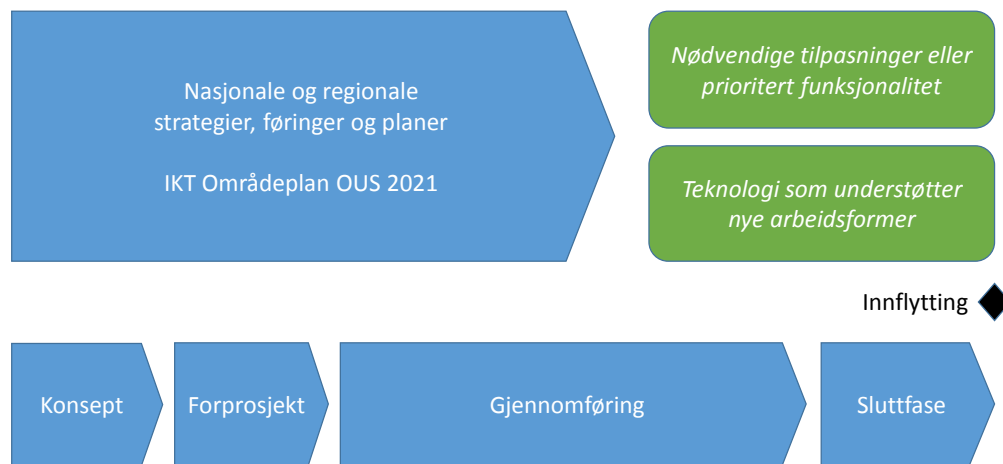 Nasjonale og regionale
strategier, føringer og planer
IKT Områdeplan OUS 2021
Nødvendige tilpasninger eller
prioritert funksjonalitet
Teknologi som understøtter
nye arbeidsformer
Innflytting
Konsept
Forprosjekt
Gjennomføring
Sluttfase